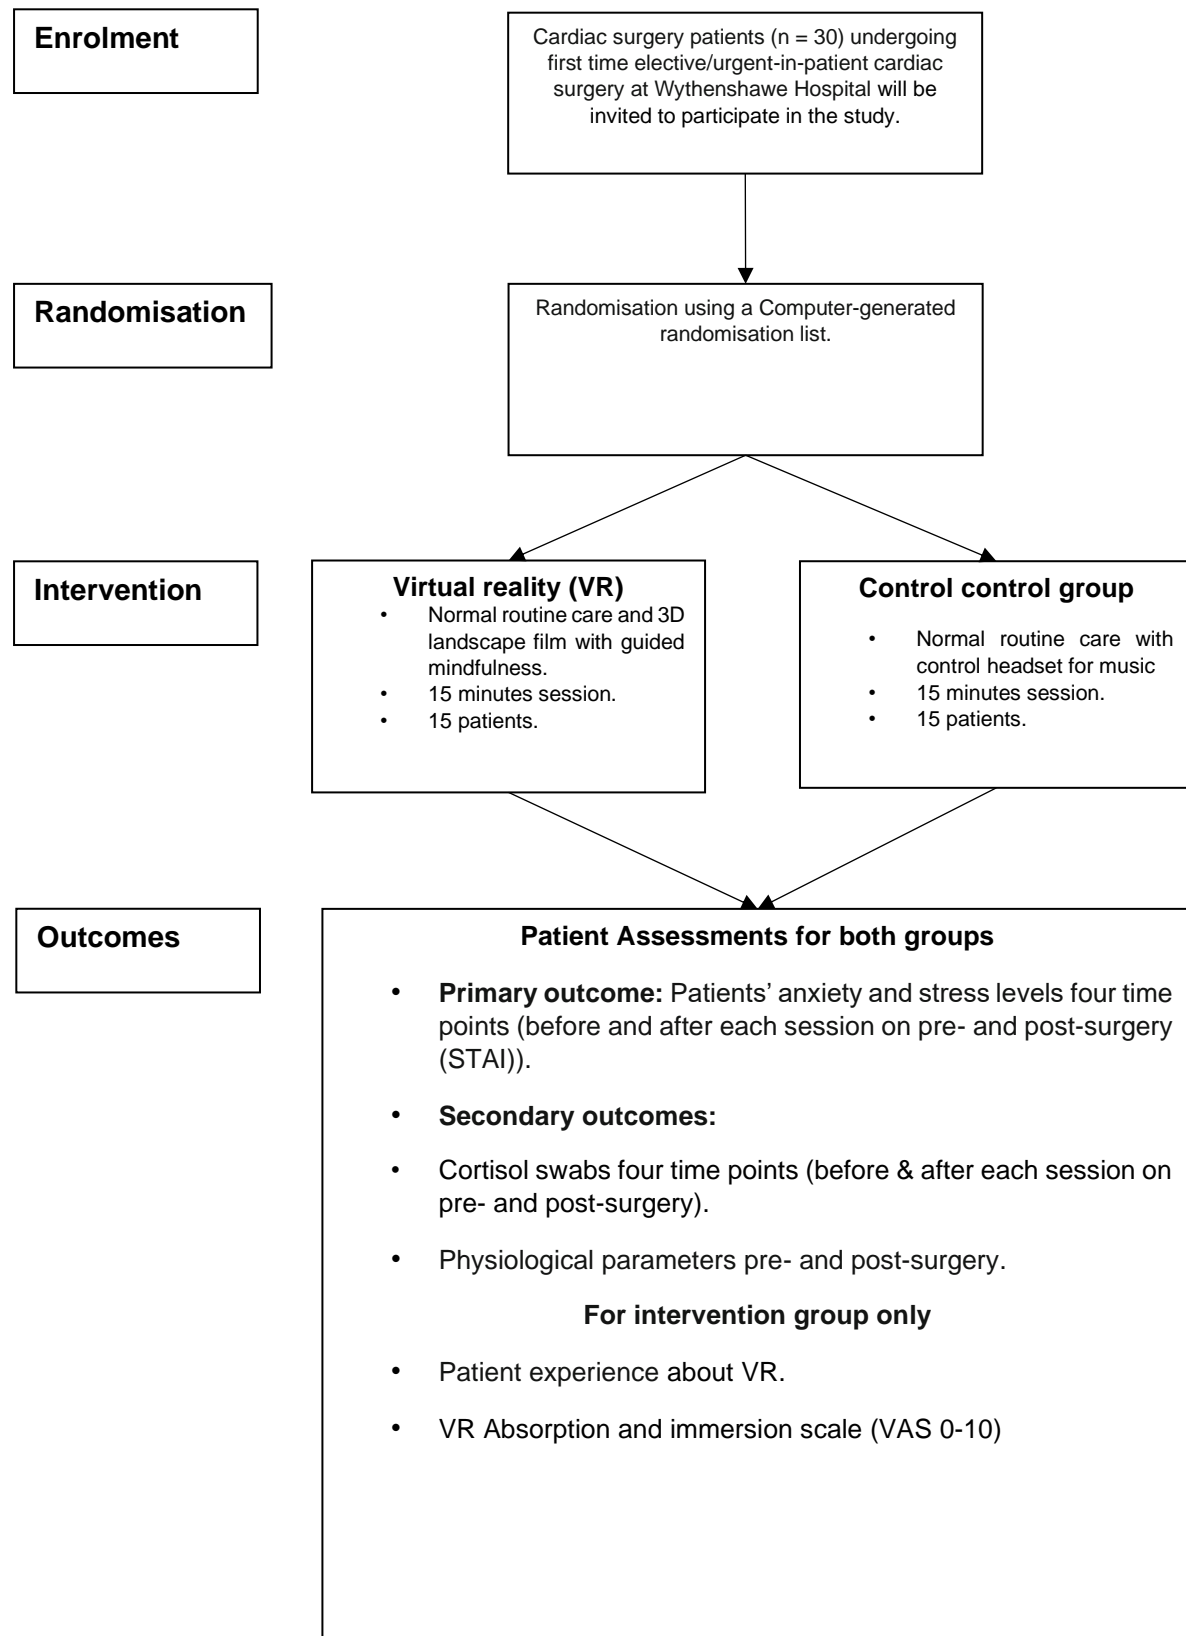 Enrolment
Cardiac surgery patients (n = 30) undergoing
first time elective/urgent-in-patient cardiac
surgery at Wythenshawe Hospital will be
invited to participate in the study.
Randomisation
Randomisation using a Computer-generated
randomisation list.
Intervention
Virtual reality (VR)
• Normal routine care and 3D
landscape film with guided
mindfulness.
• 15 minutes session.
• 15 patients.
Control control group
• Normal routine care with
control headset for music
• 15 minutes session.
• 15 patients.
Outcomes
Patient Assessments for both groups
• Primary outcome: Patients’ anxiety and stress levels four time
points (before and after each session on pre- and post-surgery
(STAI)).
• Secondary outcomes:
• Cortisol swabs four time points (before & after each session on
pre- and post-surgery).
• Physiological parameters pre- and post-surgery.
For intervention group only
• Patient experience about VR.
• VR Absorption and immersion scale (VAS 0-10)